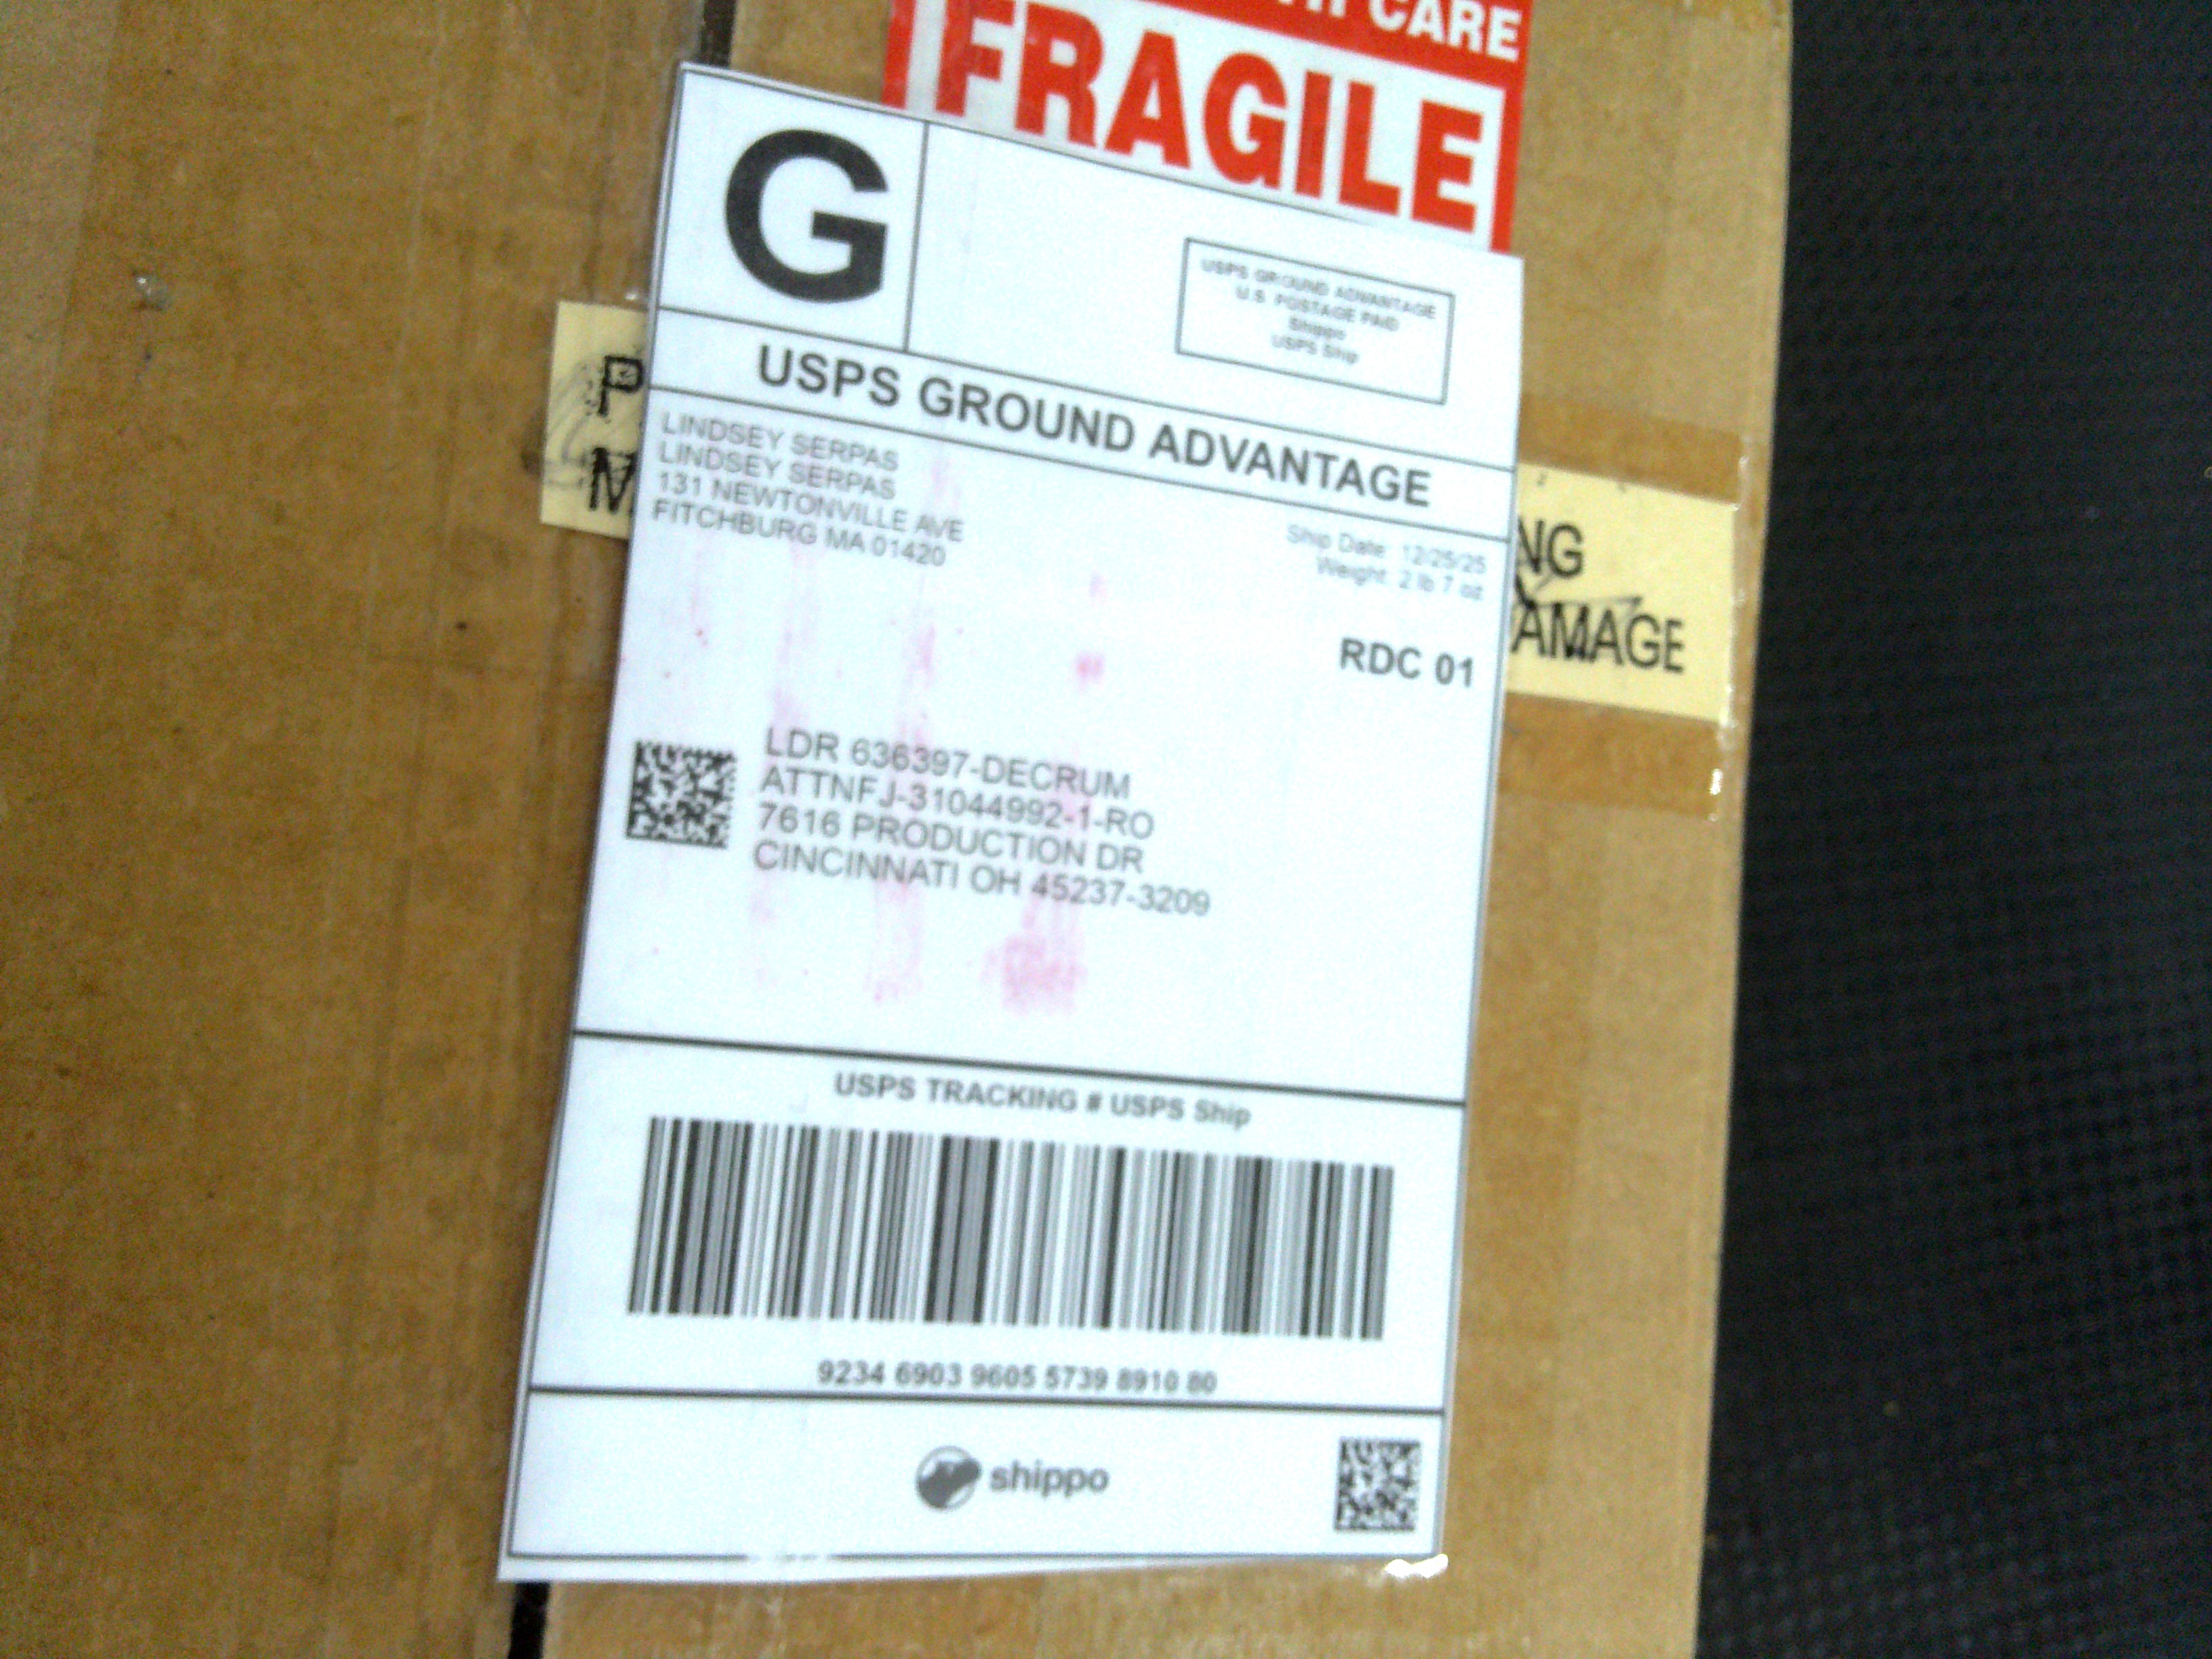 CARE
FRAGILE
G
USPS GROUND ADVANTAGE
U.S. POSTAGE PAID
Shippo
USPS Ship
USPS GROUND ADVANTAGE
LINDSEY SERPAS
LINDSEY SERPAS
131 NEWTONVILLE AVE
FITCHBURG MA 01420
Ship Date: 12/25/25
Weight: 2 lb 7 oz
RDC 01
P
M
NG
AMAGE
LDR 636397-DECRUM
ATTNFJ-31044992-1-RO
7616 PRODUCTION DR
CINCINNATI OH 45237-3209
USPS TRACKING # USPS Ship
9234 6903 9605 5739 8910 80
shippo